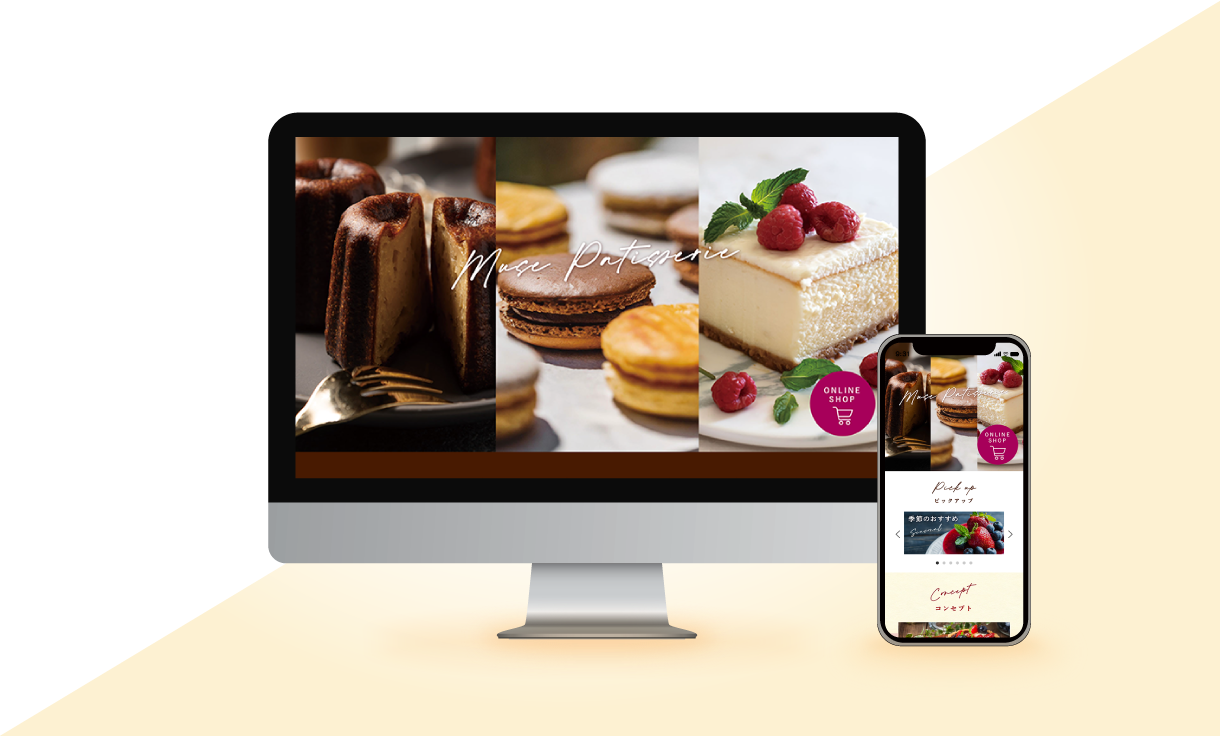 Muse Patisserie
ONLINE
SHOP
Muse Patisserie
ONLINE
SHOP
Pick up
ピックアップ
季節のおすすめ
Seasonal
Concept
コンセプト